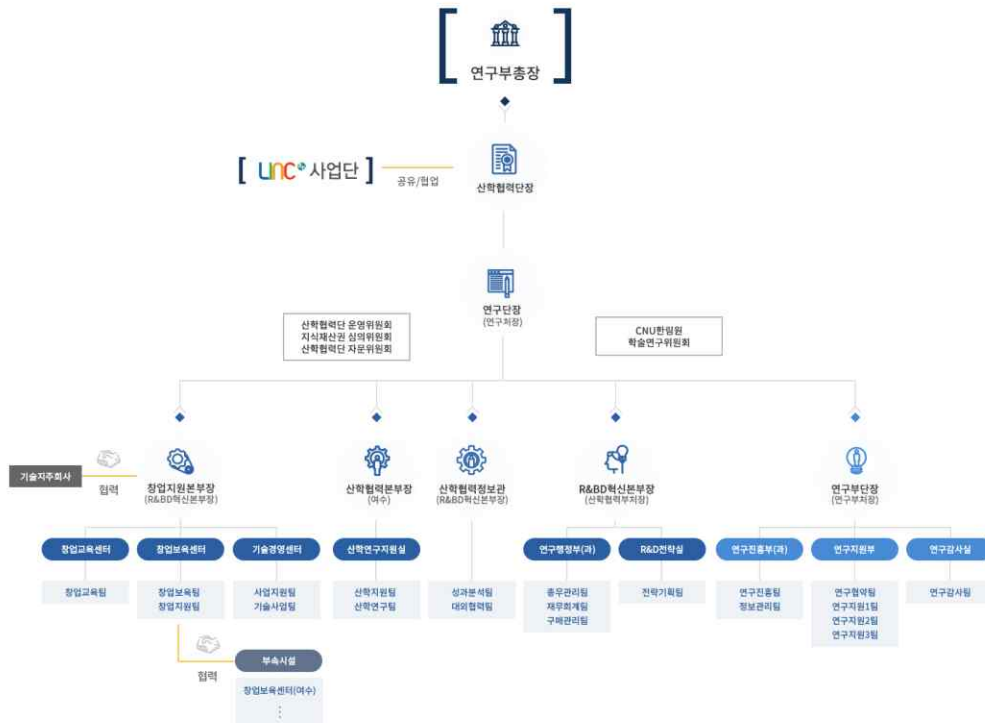 연구부총장
LINC+ 사업단
공유/협업
산학협력단장
연구단장
(연구처장)
산학협력단 운영위원회
지식재산권 심의위원회
산학협력단 자문위원회
CNU한림원
학술연구위원회
기술지주회사
협력
창업지원본부장
(R&BD혁신본부장)
산학협력본부장
(여수)
산학협력정보관
(R&BD혁신본부장)
R&BD혁신본부장
(산학협력부처장)
연구부단장
(연구부처장)
창업교육센터
창업보육센터
기술경영센터
산학연구지원실
연구행정부(과)
R&D전략실
연구진흥부(과)
연구지원부
연구감사실
창업교육팀
창업보육팀
창업지원팀
사업지원팀
기술사업팀
산학지원팀
산학연구팀
성과분석팀
대외협력팀
총무관리팀
재무회계팀
구매관리팀
전략기획팀
연구진흥팀
정보관리팀
연구협약팀
연구지원1팀
연구지원2팀
연구지원3팀
연구감사팀
협력
부속시설
창업보육센터(여수)
⋮